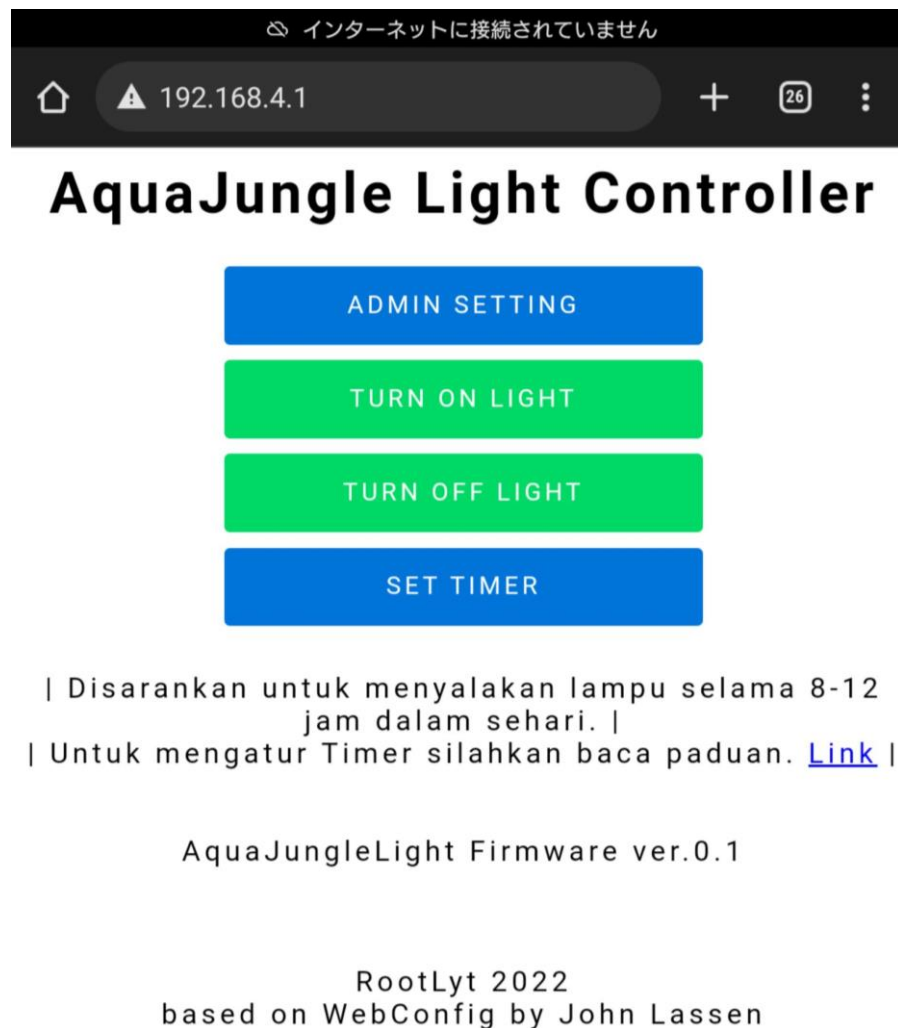 インターネットに接続されていません
192.168.4.1
26
AquaJungle Light Controller
ADMIN SETTING
TURN ON LIGHT
TURN OFF LIGHT
SET TIMER
| Disarankan untuk menyalakan lampu selama 8-12
jam dalam sehari. |
| Untuk mengatur Timer silahkan baca paduan. Link |
AquaJungleLight Firmware ver.0.1
RootLyt 2022
based on WebConfig by John Lassen